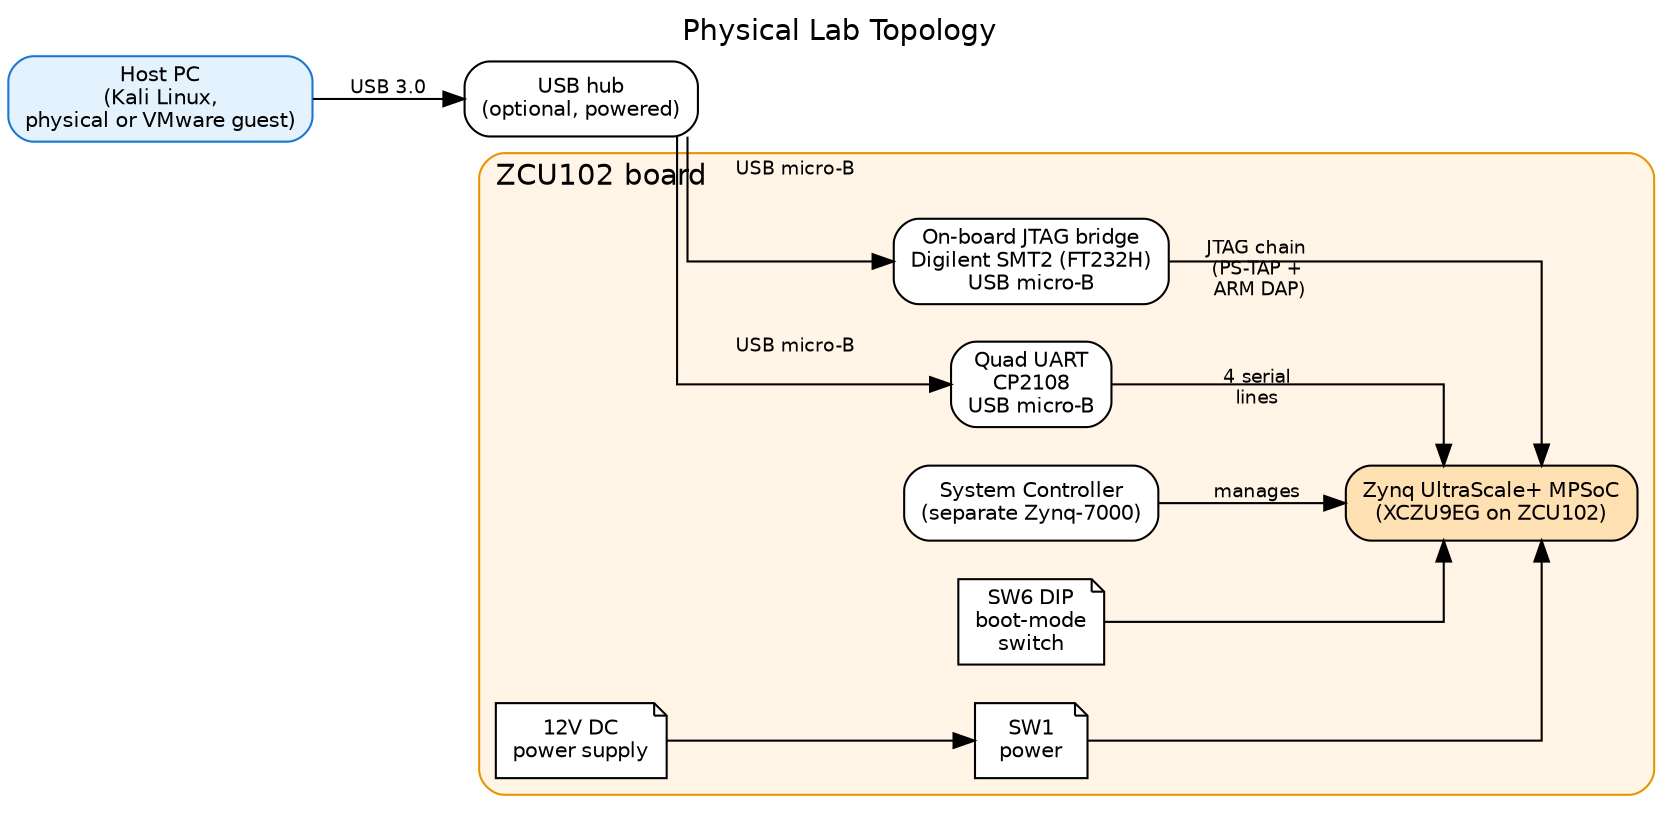 Physical Lab Topology
Host PC
(Kali Linux,
physical or VMware guest)
USB 3.0
USB hub
(optional, powered)
ZCU102 board
USB micro-B
On-board JTAG bridge
Digilent SMT2 (FT232H)
USB micro-B
JTAG chain
(PS-TAP +
ARM DAP)
USB micro-B
Quad UART
CP2108
USB micro-B
4 serial
lines
System Controller
(separate Zynq-7000)
manages
Zynq UltraScale+ MPSoC
(XCZU9EG on ZCU102)
SW6 DIP
boot-mode
switch
12V DC
power supply
SW1
power